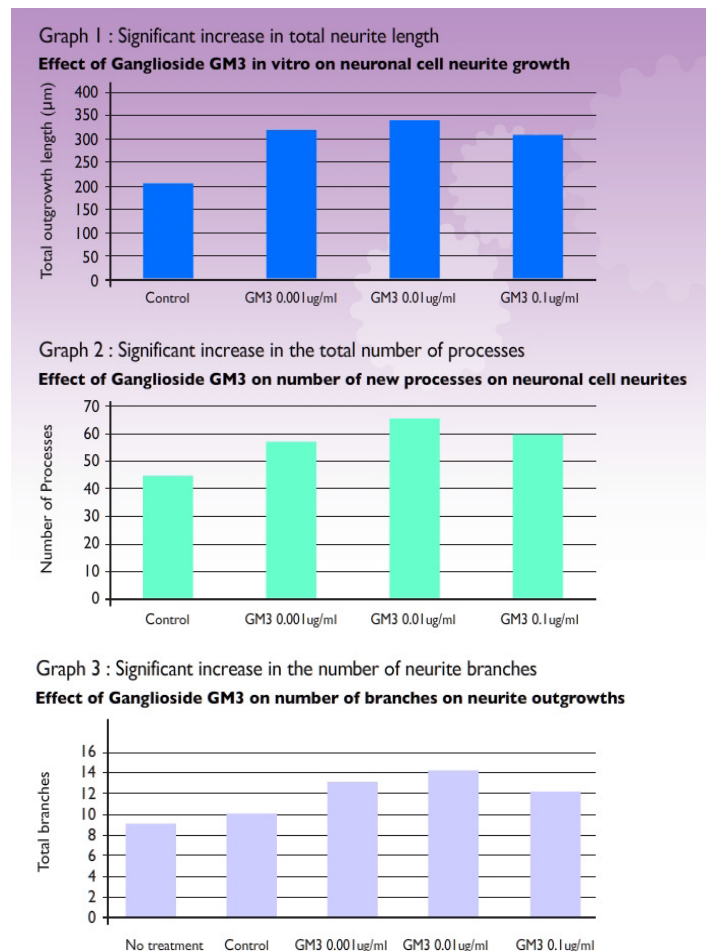 Graph 1 : Significant increase in total neurite length
Effect of Ganglioside GM3 in vitro on neuronal cell neurite growth
Total outgrowth length (µm)
400
350
300
250
200
150
100
50
0
Control GM3 0.001ug/ml GM3 0.01ug/ml GM3 0.1ug/ml
Graph 2 : Significant increase in the total number of processes
Effect of Ganglioside GM3 on number of new processes on neuronal cell neurites
Number of Processes
70
60
50
40
30
20
10
0
Control GM3 0.001ug/ml GM3 0.01ug/ml GM3 0.1ug/ml
Graph 3 : Significant increase in the number of neurite branches
Effect of Ganglioside GM3 on number of branches on neurite outgrowths
Total branches
16
14
12
10
8
6
4
2
0
No treatment Control GM3 0.001ug/ml GM3 0.01ug/ml GM3 0.1ug/ml